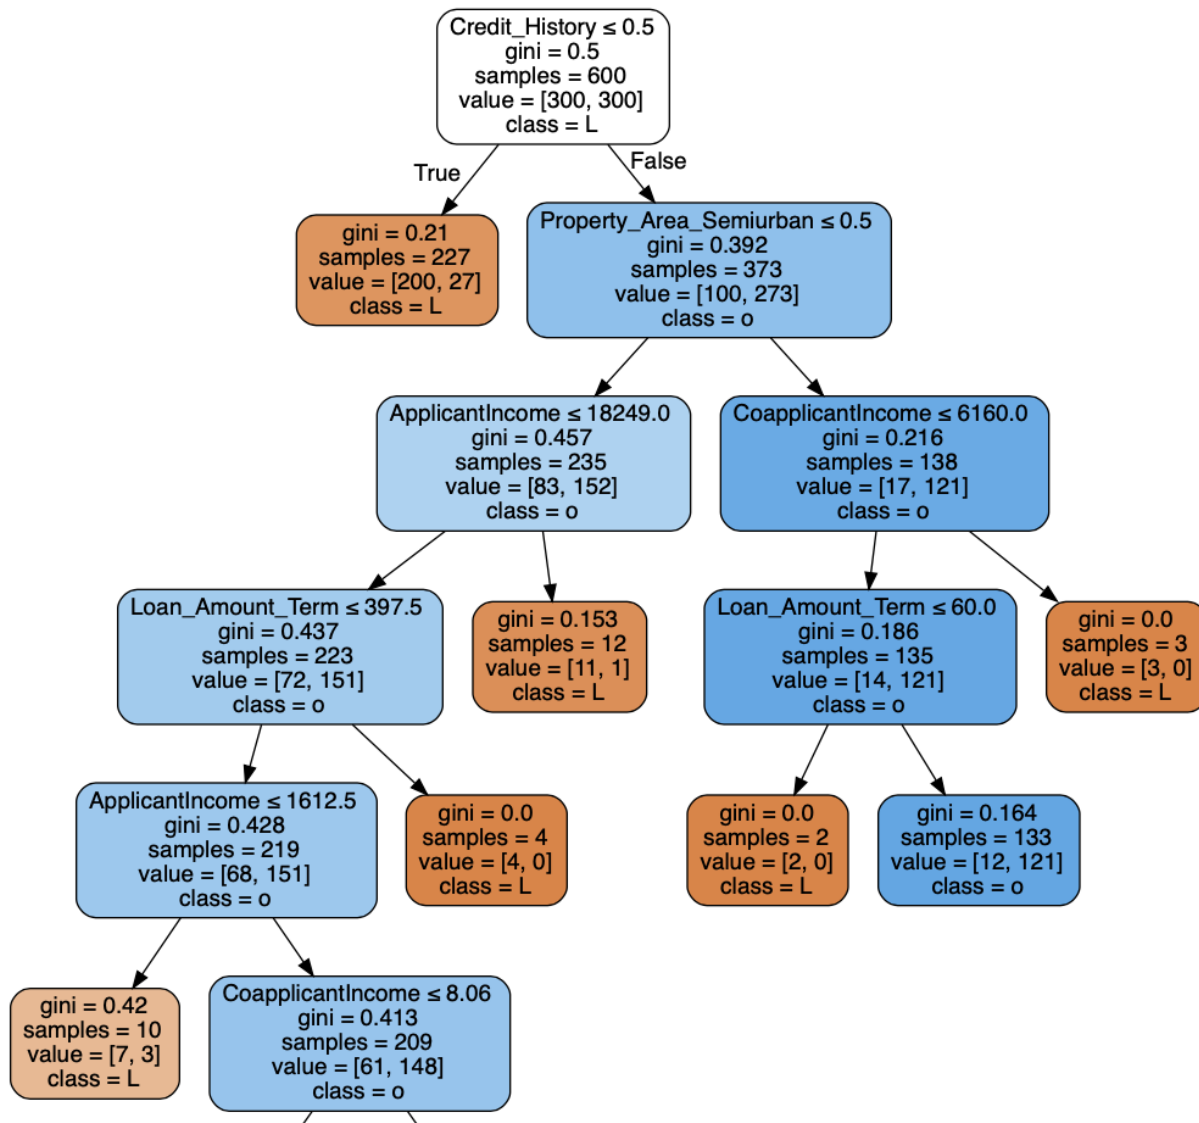 Credit_History ≤ 0.5
gini = 0.5
samples = 600
value = [300, 300]
class = L
True
False
gini = 0.21
samples = 227
value = [200, 27]
class = L
Property_Area_Semiurban ≤ 0.5
gini = 0.392
samples = 373
value = [100, 273]
class = o
ApplicantIncome ≤ 18249.0
gini = 0.457
samples = 235
value = [83, 152]
class = o
CoapplicantIncome ≤ 6160.0
gini = 0.216
samples = 138
value = [17, 121]
class = o
Loan_Amount_Term ≤ 397.5
gini = 0.437
samples = 223
value = [72, 151]
class = o
gini = 0.153
samples = 12
value = [11, 1]
class = L
Loan_Amount_Term ≤ 60.0
gini = 0.186
samples = 135
value = [14, 121]
class = o
gini = 0.0
samples = 3
value = [3, 0]
class = L
ApplicantIncome ≤ 1612.5
gini = 0.428
samples = 219
value = [68, 151]
class = o
gini = 0.0
samples = 4
value = [4, 0]
class = L
gini = 0.0
samples = 2
value = [2, 0]
class = L
gini = 0.164
samples = 133
value = [12, 121]
class = o
gini = 0.42
samples = 10
value = [7, 3]
class = L
CoapplicantIncome ≤ 8.06
gini = 0.413
samples = 209
value = [61, 148]
class = o